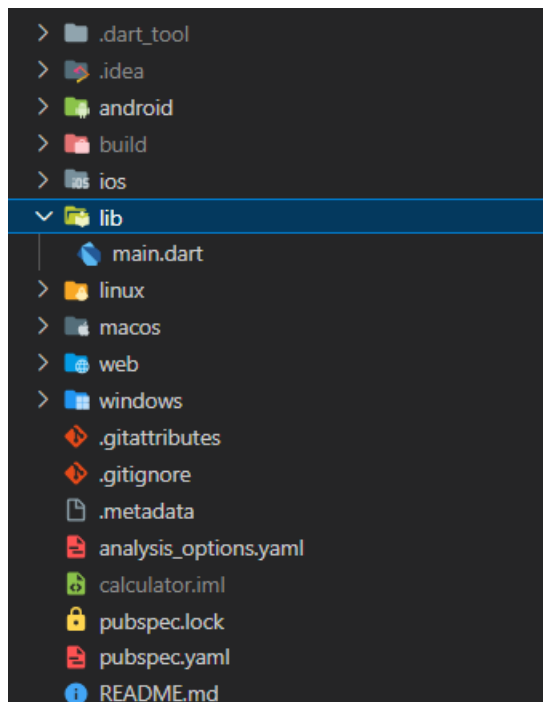 .dart_tool
.idea
android
build
iOS ios
lib
main.dart
linux
macos
web
windows
.gitattributes
.gitignore
.metadata
analysis_options.yaml
calculator.iml
pubspec.lock
pubspec.yaml
README.md